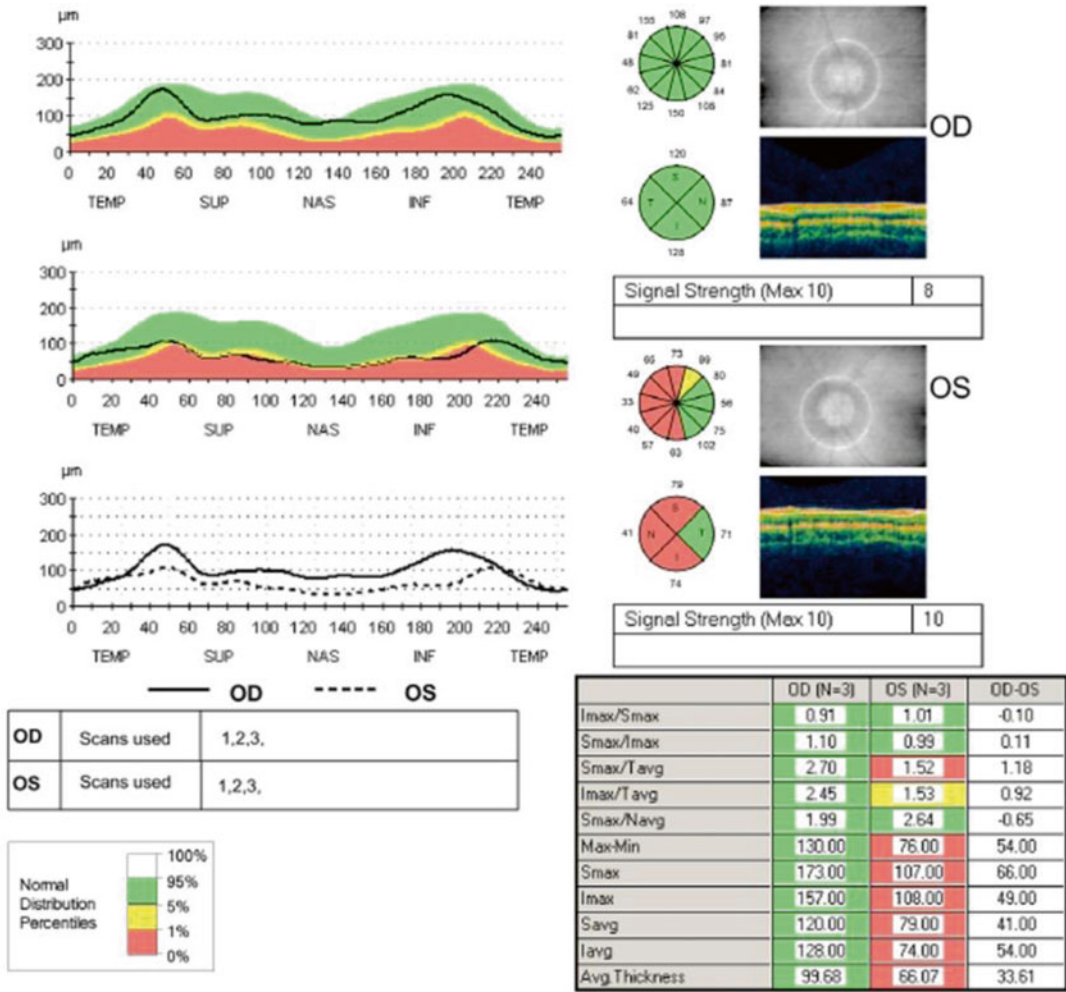 µm
300
200
100
0
0 20 40 60 80 100 120 140 160 180 200 220 240
TEMP SUP NAS INF TEMP
108
155 97
81 95
48 81
62 84
125 108
150
OD
120
S
64 T N 87
I
128
Signal Strength (Max 10) 8
µm
300
200
100
0
0 20 40 60 80 100 120 140 160 180 200 220 240
TEMP SUP NAS INF TEMP
73
65 99
49 80
33 56
40 75
57 102
63
OS
79
S
41 N T 71
I
74
Signal Strength (Max 10) 10
µm
300
200
100
0
0 20 40 60 80 100 120 140 160 180 200 220 240
TEMP SUP NAS INF TEMP
OD OS
OD Scans used 1,2,3,
OS Scans used 1,2,3,
Normal
Distribution
Percentiles
100%
95%
5%
1%
0%
OD (N=3) OS (N=3) OD-OS
Imax/Smax 0.91 1.01 -0.10
Smax/Imax 1.10 0.99 0.11
Smax/Tavg 2.70 1.52 1.18
Imax/Tavg 2.45 1.53 0.92
Smax/Navg 1.99 2.64 -0.65
Max-Min 130.00 76.00 54.00
Smax 173.00 107.00 66.00
Imax 157.00 108.00 49.00
Savg 120.00 79.00 41.00
Iavg 128.00 74.00 54.00
Avg.Thickness 99.68 66.07 33.61